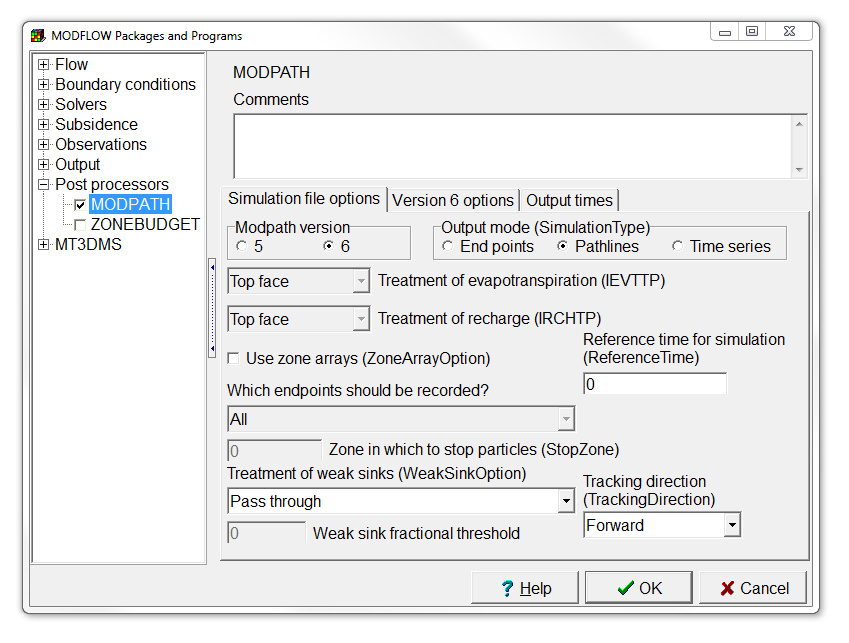 MODFLOW Packages and Programs
Flow
Boundary conditions
Solvers
Subsidence
Observations
Output
Post processors
MODPATH
ZONEBUDGET
MT3DMS
MODPATH
Comments
Simulation file options
Version 6 options
Output times
Modpath version
5
6
Output mode (SimulationType)
End points
Pathlines
Time series
Top face
Treatment of evapotranspiration (IEVTTP)
Top face
Treatment of recharge (IRCHTP)
Use zone arrays (ZoneArrayOption)
Reference time for simulation
(ReferenceTime)
0
Which endpoints should be recorded?
All
0
Zone in which to stop particles (StopZone)
Treatment of weak sinks (WeakSinkOption)
Pass through
0
Weak sink fractional threshold
Tracking direction
(TrackingDirection)
Forward
Help
OK
Cancel